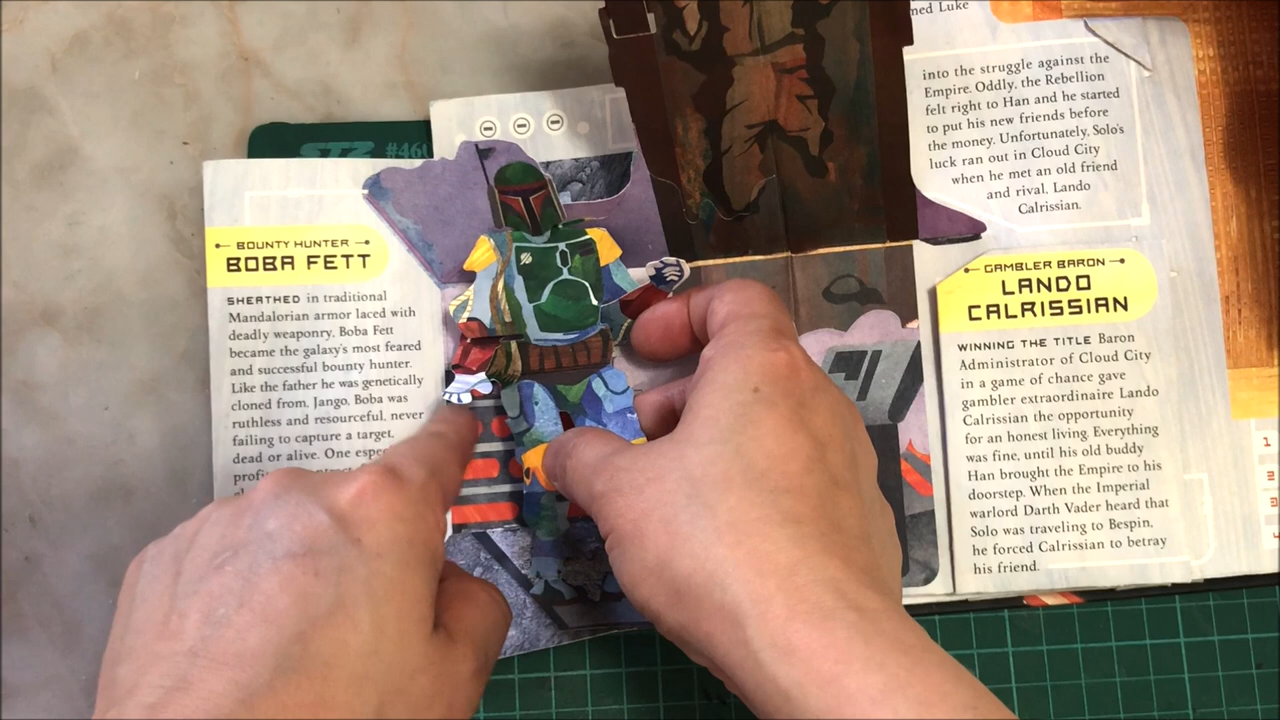 STZ #460
BOUNTY HUNTER
BOBA FETT
SHEATHED in traditional
Mandalorian armor laced with
deadly weaponry, Boba Fett
became the galaxy's most feared
and successful bounty hunter.
Like the father he was genetically
cloned from, Jango, Boba was
ruthless and resourceful, never
failing to capture a target,
dead or alive. One
Luke
into the struggle against the
Empire. Oddly, the Rebellion
felt right to Han and he started
to put his new friends before
the money. Unfortunately, Solo's
luck ran out in Cloud City
when he met an old friend
and rival, Lando
Calrissian.
GAMBLER BARON
LANDO
CALRISSIAN
WINNING THE TITLE Baron
Administrator of Cloud City
in a game of chance gave
gambler extraordinaire Lando
Calrissian the opportunity
for an honest living. Everything
was fine, until his old buddy
Han brought the Empire to his
doorstep. When the Imperial
warlord Darth Vader heard that
Solo was traveling to Bespin,
he forced Calrissian to betray
his friend.
1
2
3